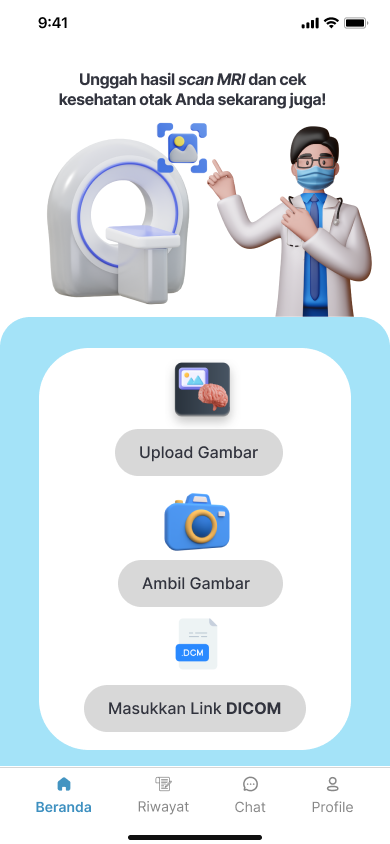 9:41
Unggah hasil scan MRI dan cek
kesehatan otak Anda sekarang juga!
Upload Gambar
Ambil Gambar
.DCM
Masukkan Link DICOM
Beranda
Riwayat
Chat
Profile